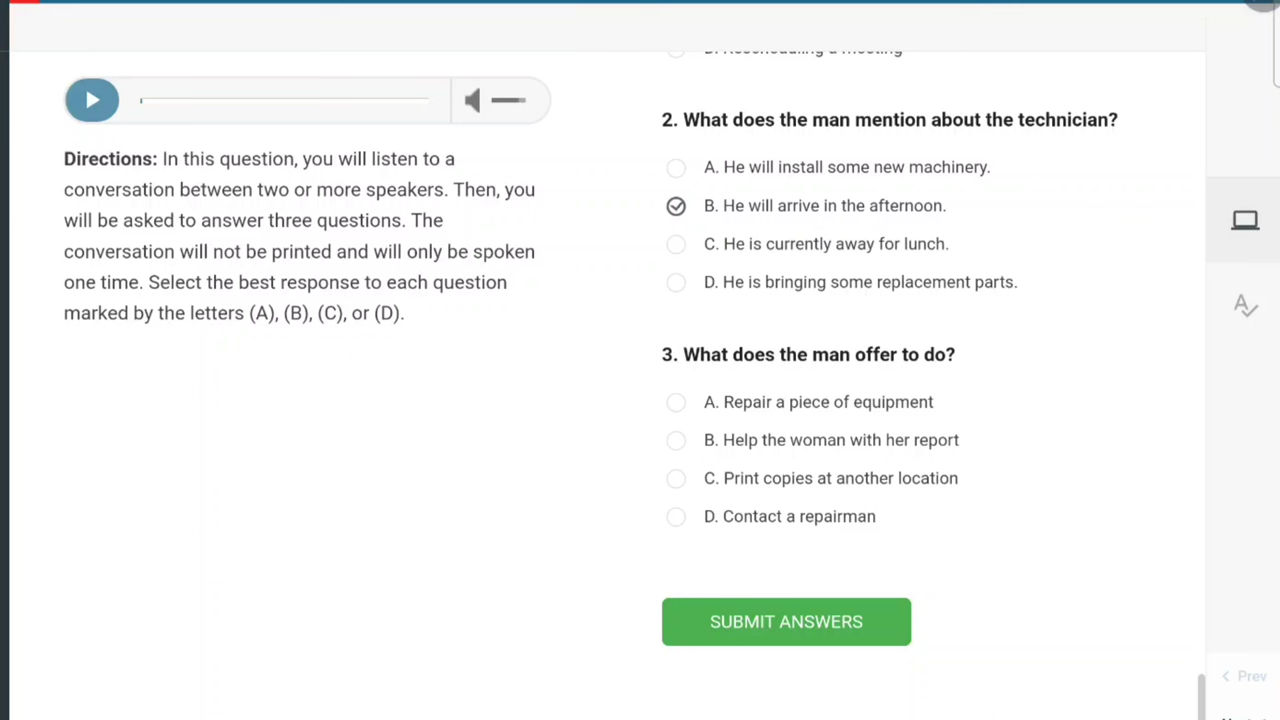 D. Rescheduling a meeting
2. What does the man mention about the technician?
A. He will install some new machinery.
B. He will arrive in the afternoon.
C. He is currently away for lunch.
D. He is bringing some replacement parts.
3. What does the man offer to do?
A. Repair a piece of equipment
B. Help the woman with her report
C. Print copies at another location
D. Contact a repairman
SUBMIT ANSWERS
Directions: In this question, you will listen to a
conversation between two or more speakers. Then, you
will be asked to answer three questions. The
conversation will not be printed and will only be spoken
one time. Select the best response to each question
marked by the letters (A), (B), (C), or (D).
Prev